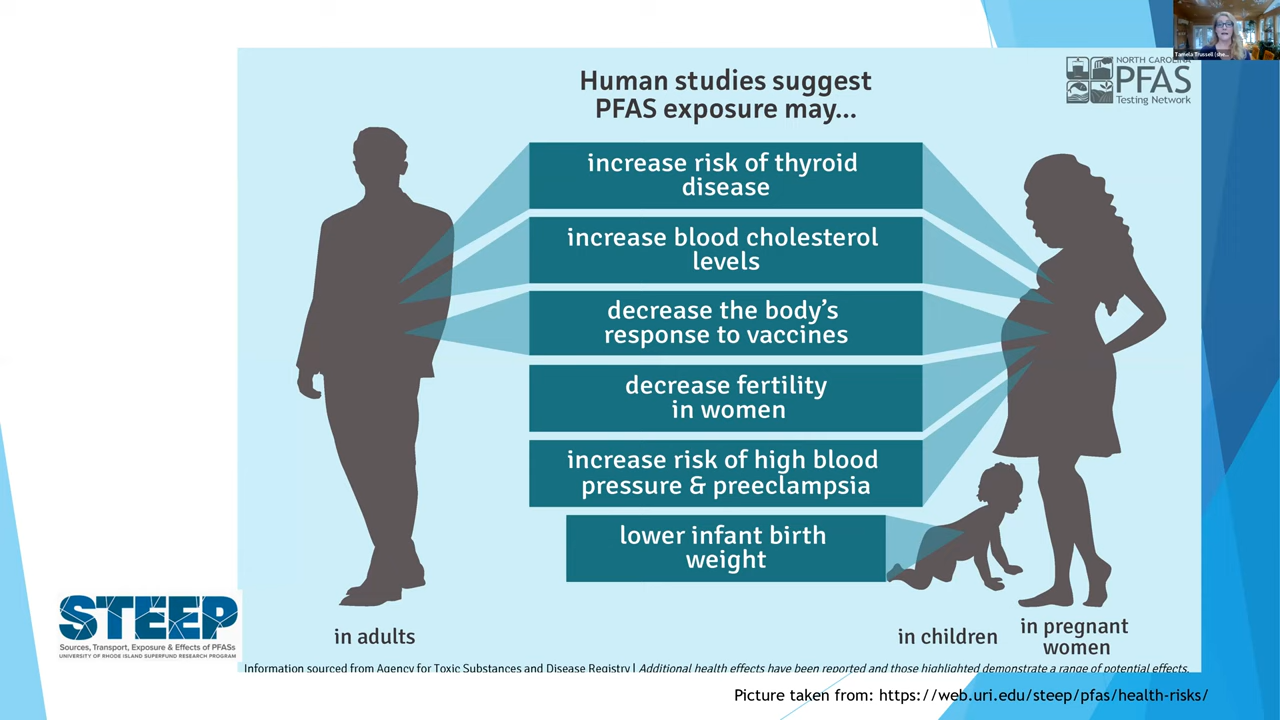 Tamela Trussell (she...
NORTH CAROLINA
PFAS
Testing Network
Human studies suggest
PFAS exposure may...
increase risk of thyroid
disease
increase blood cholesterol
levels
decrease the body's
response to vaccines
decrease fertility
in women
increase risk of high blood
pressure & preeclampsia
lower infant birth
weight
in adults
in children
in pregnant
women
STEEP
Sources, Transport, Exposure & Effects of PFASs
UNIVERSITY OF RHODE ISLAND SUPERFUND RESEARCH PROGRAM
Information sourced from Agency for Toxic Substances and Disease Registry | Additional health effects have been reported and those highlighted demonstrate a range of potential effects.
Picture taken from: https://web.uri.edu/steep/pfas/health-risks/